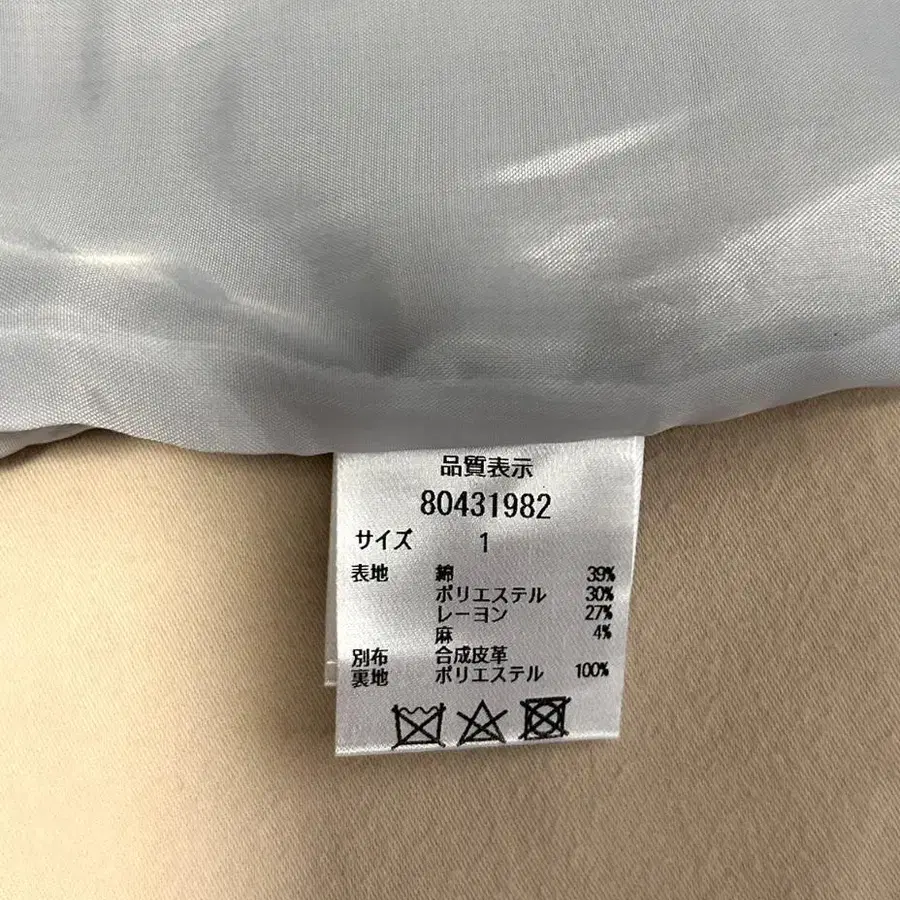 品質表示
80431982
サイズ 1
表地 綿 39%
ポリエステル 30%
レーヨン 27%
麻 4%
別布 合成皮革
裏地 ポリエステル 100%